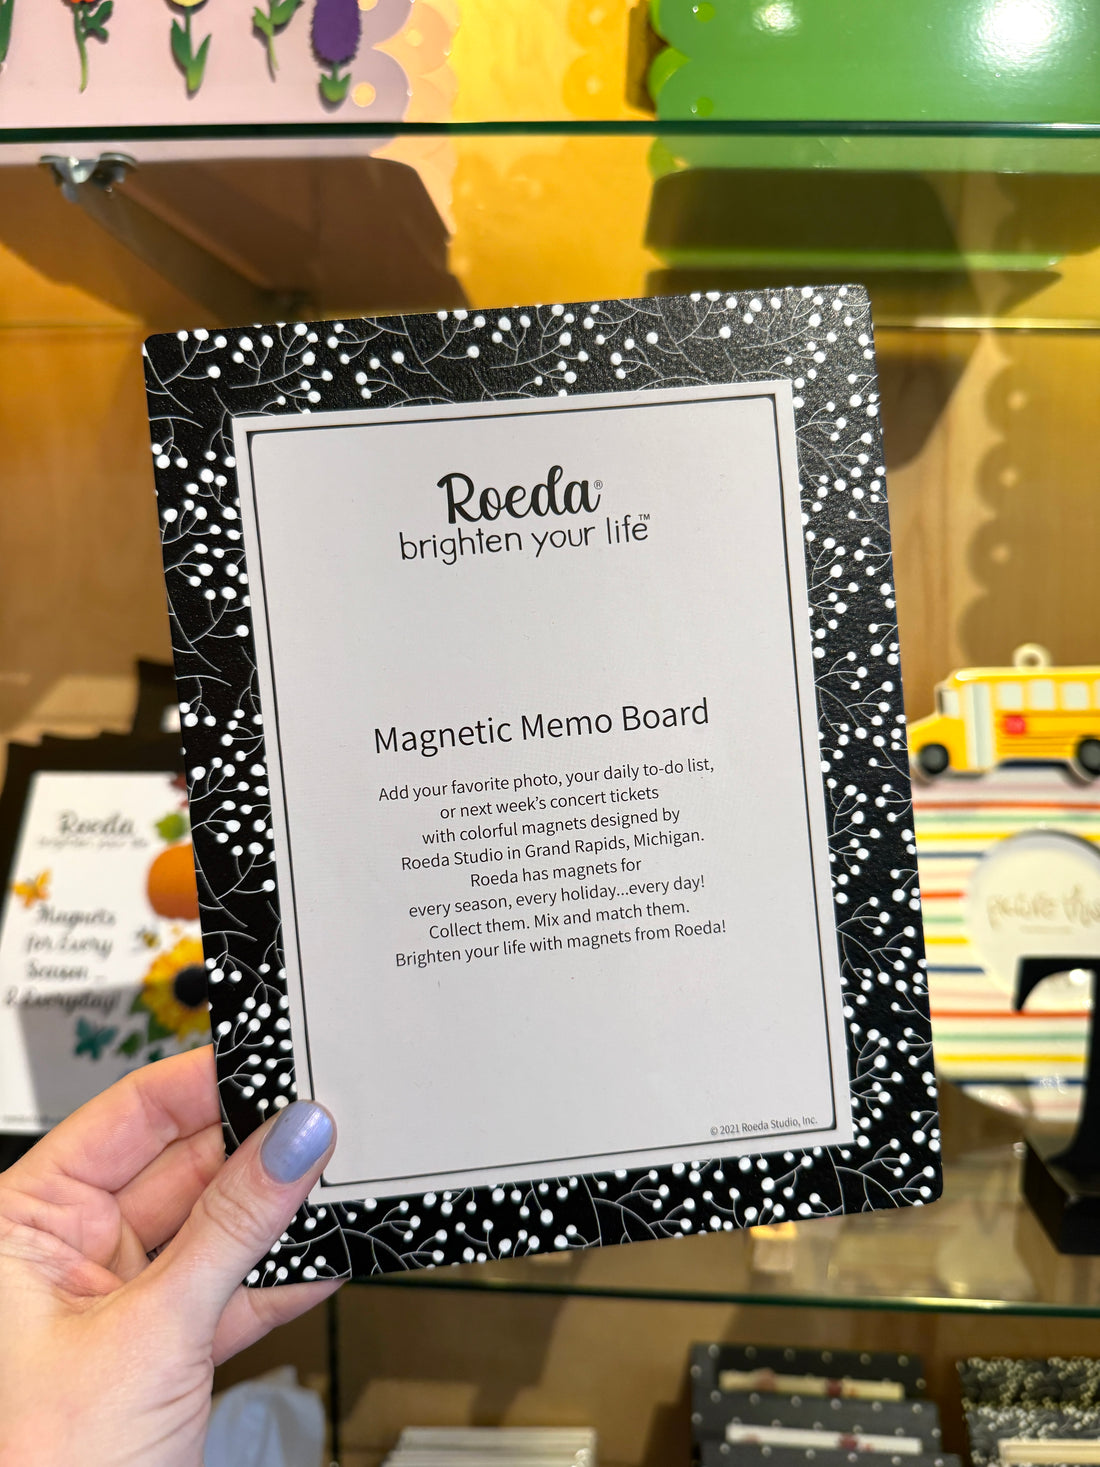 Roeda®
brighten your life™
Magnetic Memo Board
Add your favorite photo, your daily to-do list,
or next week's concert tickets
with colorful magnets designed by
Roeda Studio in Grand Rapids, Michigan.
Roeda has magnets for
every season, every holiday...every day!
Collect them. Mix and match them.
Brighten your life with magnets from Roeda!
© 2021 Roeda Studio, Inc.
Roeda
brighten your life
Magnets
for Every
Season
& Everyday!